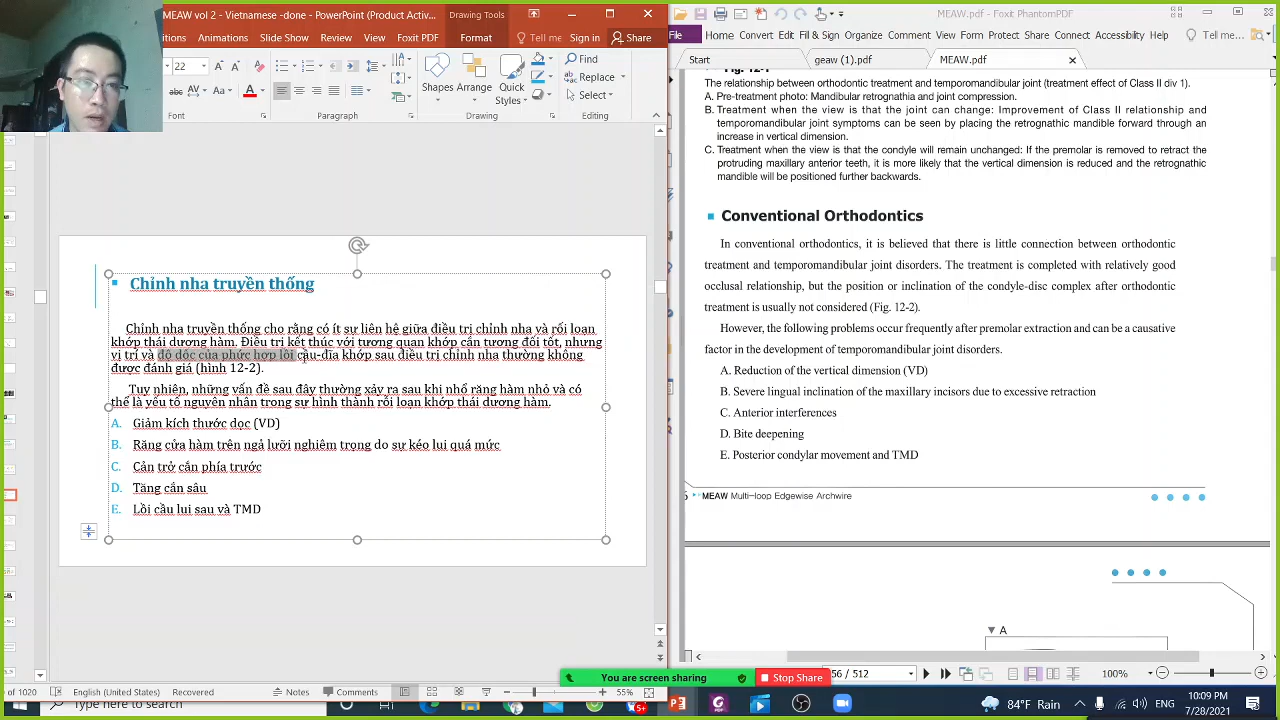 MEAW vol 2 - Vietnamese -done - PowerPoint (Product Activ...
Drawing Tools
MEAW.pdf - Foxit PhantomPDF
Animations Slide Show Review View Foxit PDF Format Tell me Sign in Share
File Home Convert Edit Fill & Sign Organize Comment View Form Protect Share Connect Accessibility Help Tell me...
Start geaw (1).pdf MEAW.pdf
22
Shapes Arrange Quick Styles
Find
Replace
Select
Font Paragraph Drawing Editing
The relationship between orthodontic treatment and temporomandibular joint (treatment effect of Class II div 1).
A. Pre-treatment photo: Mandibular retrognathia and joint compression.
B. Treatment when the view is that the joint can change: Improvement of Class II relationship and
temporomandibular joint symptoms can be seen by placing the retrognathic mandible forward through an
increase in vertical dimension.
C. Treatment when the view is that the condyle will remain unchanged: If the premolar is removed to retract the
protruding maxillary anterior teeth, it is more likely that the vertical dimension is reduced and the retrognathic
mandible will be positioned further backwards.
Conventional Orthodontics
In conventional orthodontics, it is believed that there is little connection between orthodontic
treatment and temporomandibular joint disorders. The treatment is completed with relatively good
occlusal relationship, but the position or inclination of the condyle-disc complex after orthodontic
treatment is usually not considered (Fig. 12-2).
However, the following problems occur frequently after premolar extraction and can be a causative
factor in the development of temporomandibular joint disorders.
A. Reduction of the vertical dimension (VD)
B. Severe lingual inclination of the maxillary incisors due to excessive retraction
C. Anterior interferences
D. Bite deepening
E. Posterior condylar movement and TMD
MEAW Multi-loop Edgewise Archwire
A
Chỉnh nha truyền thống
Chỉnh nha truyền thống cho rằng có ít sự liên hệ giữa điều trị chỉnh nha và rối loạn
khớp thái dương hàm. Điều trị kết thúc với tương quan khớp cắn tương đối tốt, nhưng
vị trí và độ dốc của phức hợp lồi cầu-đĩa khớp sau điều trị chỉnh nha thường không
được đánh giá (hình 12-2).
Tuy nhiên, những vấn đề sau đây thường xảy ra sau khi nhổ răng hàm nhỏ và có
thể là yếu tố nguyên nhân trong sự hình thành rối loạn khớp thái dương hàm.
A. Giảm kích thước dọc (VD)
B. Răng cửa hàm trên ngả lưỡi nghiêm trọng do sự kéo lui quá mức
C. Cản trở cắn phía trước
D. Tăng cắn sâu
E. Lồi cầu lui sau và TMD
You are screen sharing
Stop Share
of 1020 English (United States) Recovered Notes Comments 55%
56 / 512 100%
Type here to search
84°F Rain
ENG
10:09 PM
7/28/2021